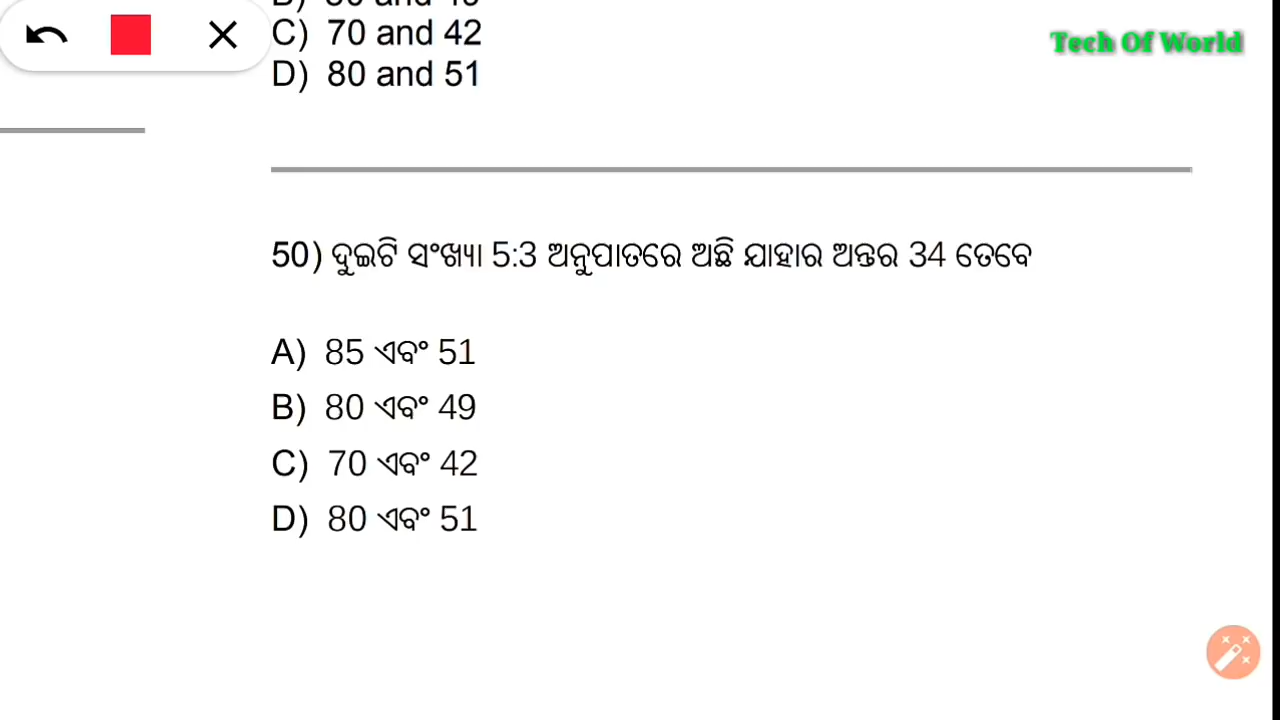 C) 70 and 42
Tech Of World
D) 80 and 51
50) ଦୁଇଟି ସଂଖ୍ୟା 5:3 ଅନୁପାତରେ ଅଛି ଯାହାର ଅନ୍ତର 34 ତେବେ
A) 85 ଏବଂ 51
B) 80 ଏବଂ 49
C) 70 ଏବଂ 42
D) 80 ଏବଂ 51